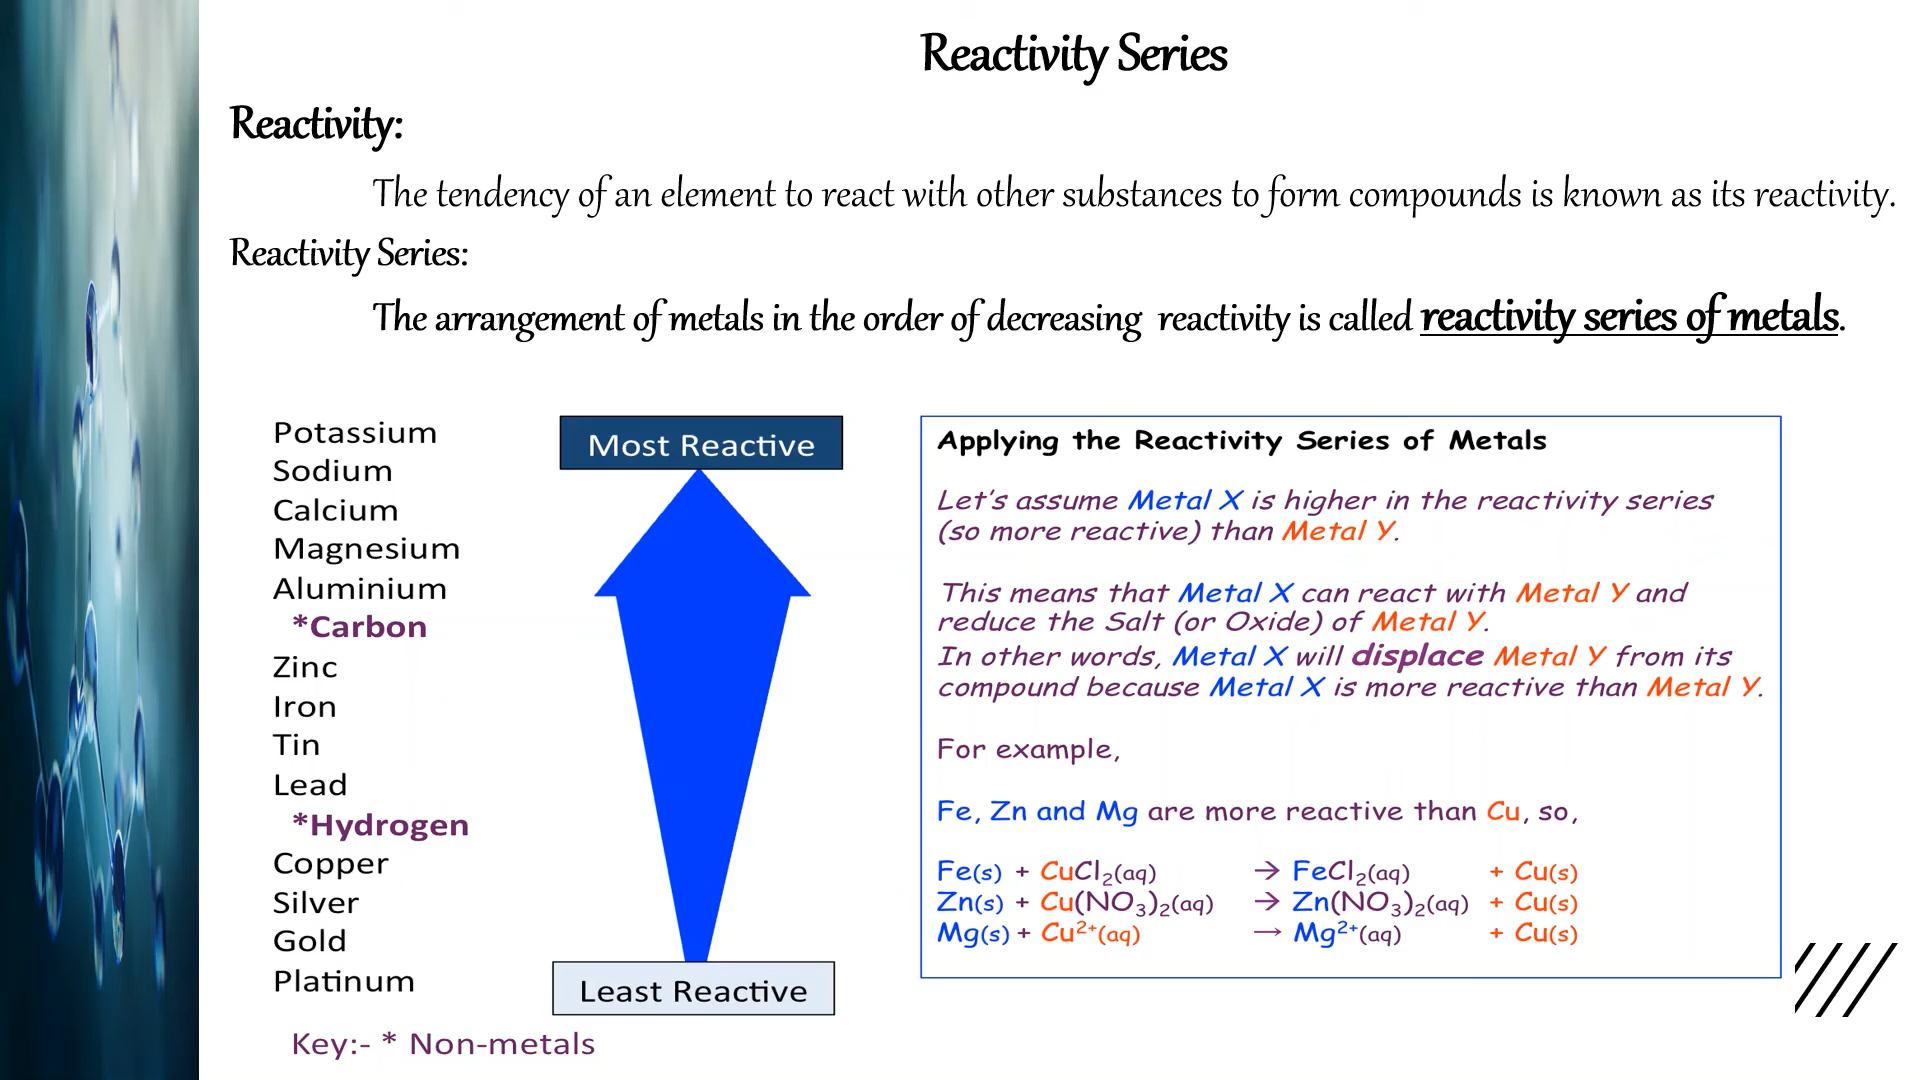 Reactivity Series
Reactivity:
The tendency of an element to react with other substances to form compounds is known as its reactivity.
Reactivity Series:
The arrangement of metals in the order of decreasing reactivity is called reactivity series of metals.
Potassium
Sodium
Calcium
Magnesium
Aluminium
*Carbon
Zinc
Iron
Tin
Lead
*Hydrogen
Copper
Silver
Gold
Platinum
Key:- * Non-metals
Most Reactive
Least Reactive
Applying the Reactivity Series of Metals
Let's assume Metal X is higher in the reactivity series
(so more reactive) than Metal Y.
This means that Metal X can react with Metal Y and
reduce the Salt (or Oxide) of Metal Y.
In other words, Metal X will displace Metal Y from its
compound because Metal X is more reactive than Metal Y.
For example,
Fe, Zn and Mg are more reactive than Cu, so,
Fe(s) + CuCl₂(aq) → FeCl₂(aq) + Cu(s)
Zn(s) + Cu(NO₃)₂(aq) → Zn(NO₃)₂(aq) + Cu(s)
Mg(s) + Cu²⁺(aq) → Mg²⁺(aq) + Cu(s)